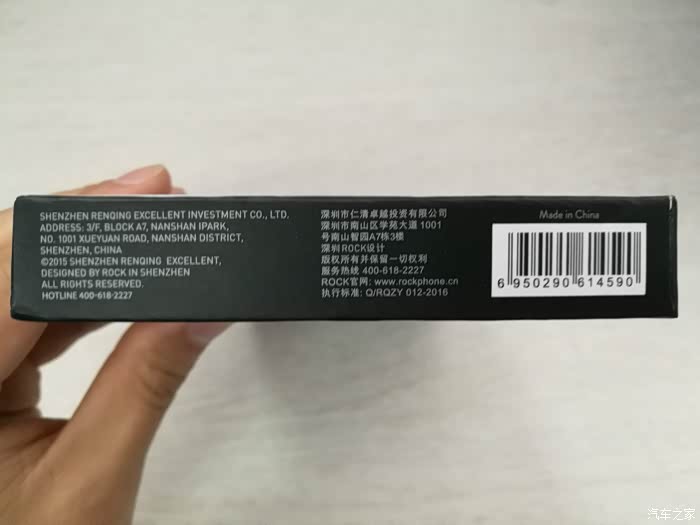 SHENZHEN RENQING EXCELLENT INVESTMENT CO., LTD.
ADDRESS: 3/F, BLOCK A7, NANSHAN IPARK,
NO. 1001 XUEYUAN ROAD, NANSHAN DISTRICT,
SHENZHEN, CHINA
©2015 SHENZHEN RENQING EXCELLENT,
DESIGNED BY ROCK IN SHENZHEN
ALL RIGHTS RESERVED.
HOTLINE 400-618-2227
深圳市仁清卓越投资有限公司
深圳市南山区学苑大道 1001
号南山智园A7栋3楼
深圳ROCK设计
版权所有并保留一切权利
服务热线 400-618-2227
ROCK官网: www.rockphone.cn
执行标准: Q/RQZY 012-2016
Made in China
6 950290 614590
汽车之家